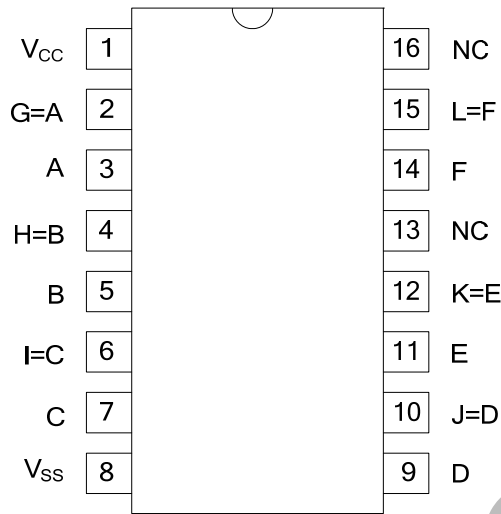 VCC 1 16 NC
G=A 2 15 L=F
A 3 14 F
H=B 4 13 NC
B 5 12 K=E
I=C 6 11 E
C 7 10 J=D
VSS 8 9 D